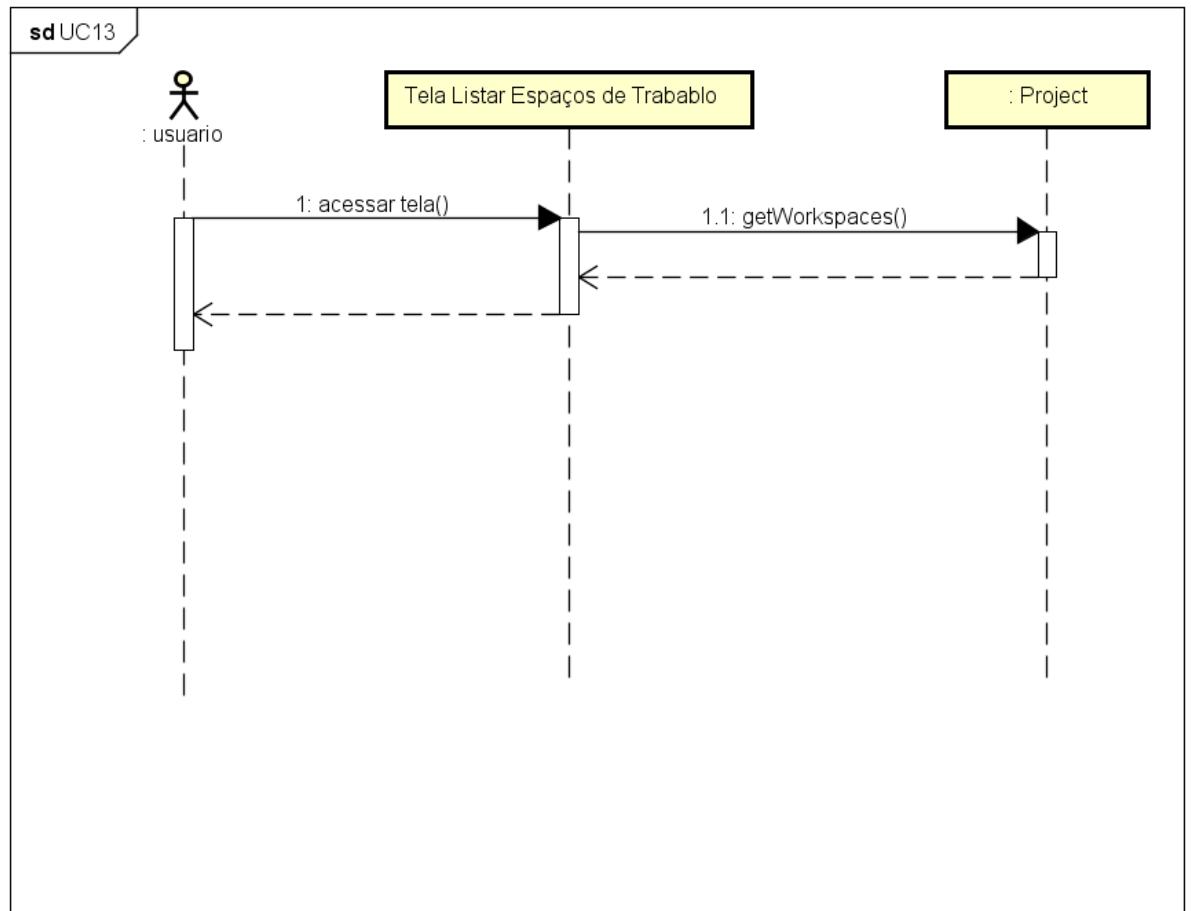 sd UC13
: usuario
Tela Listar Espaços de Trabablo
: Project
1: acessar tela()
1.1: getWorkspaces()